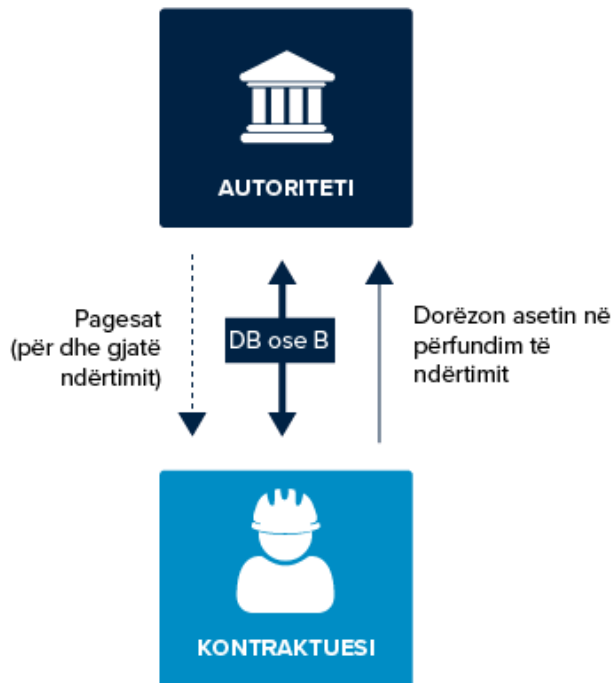 AUTORITETI
Pagesat
(për dhe gjatë
ndërtimit)
DB ose B
Dorëzon asetin në
përfundim të
ndërtimit
KONTRAKTUESI